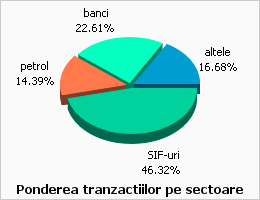 banci
22.61%
altele
16.68%
petrol
14.39%
SIF-uri
46.32%
Ponderea tranzactiilor pe sectoare